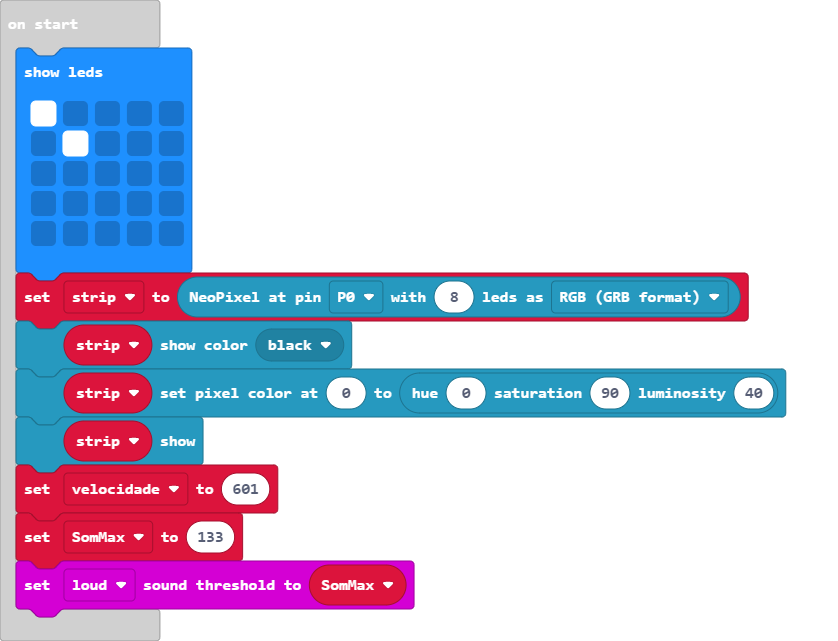 on start
show leds
set strip to NeoPixel at pin P0 with 8 leds as RGB (GRB format)
strip show color black
strip set pixel color at 0 to hue 0 saturation 90 luminosity 40
strip show
set velocidade to 601
set SomMax to 133
set loud sound threshold to SomMax